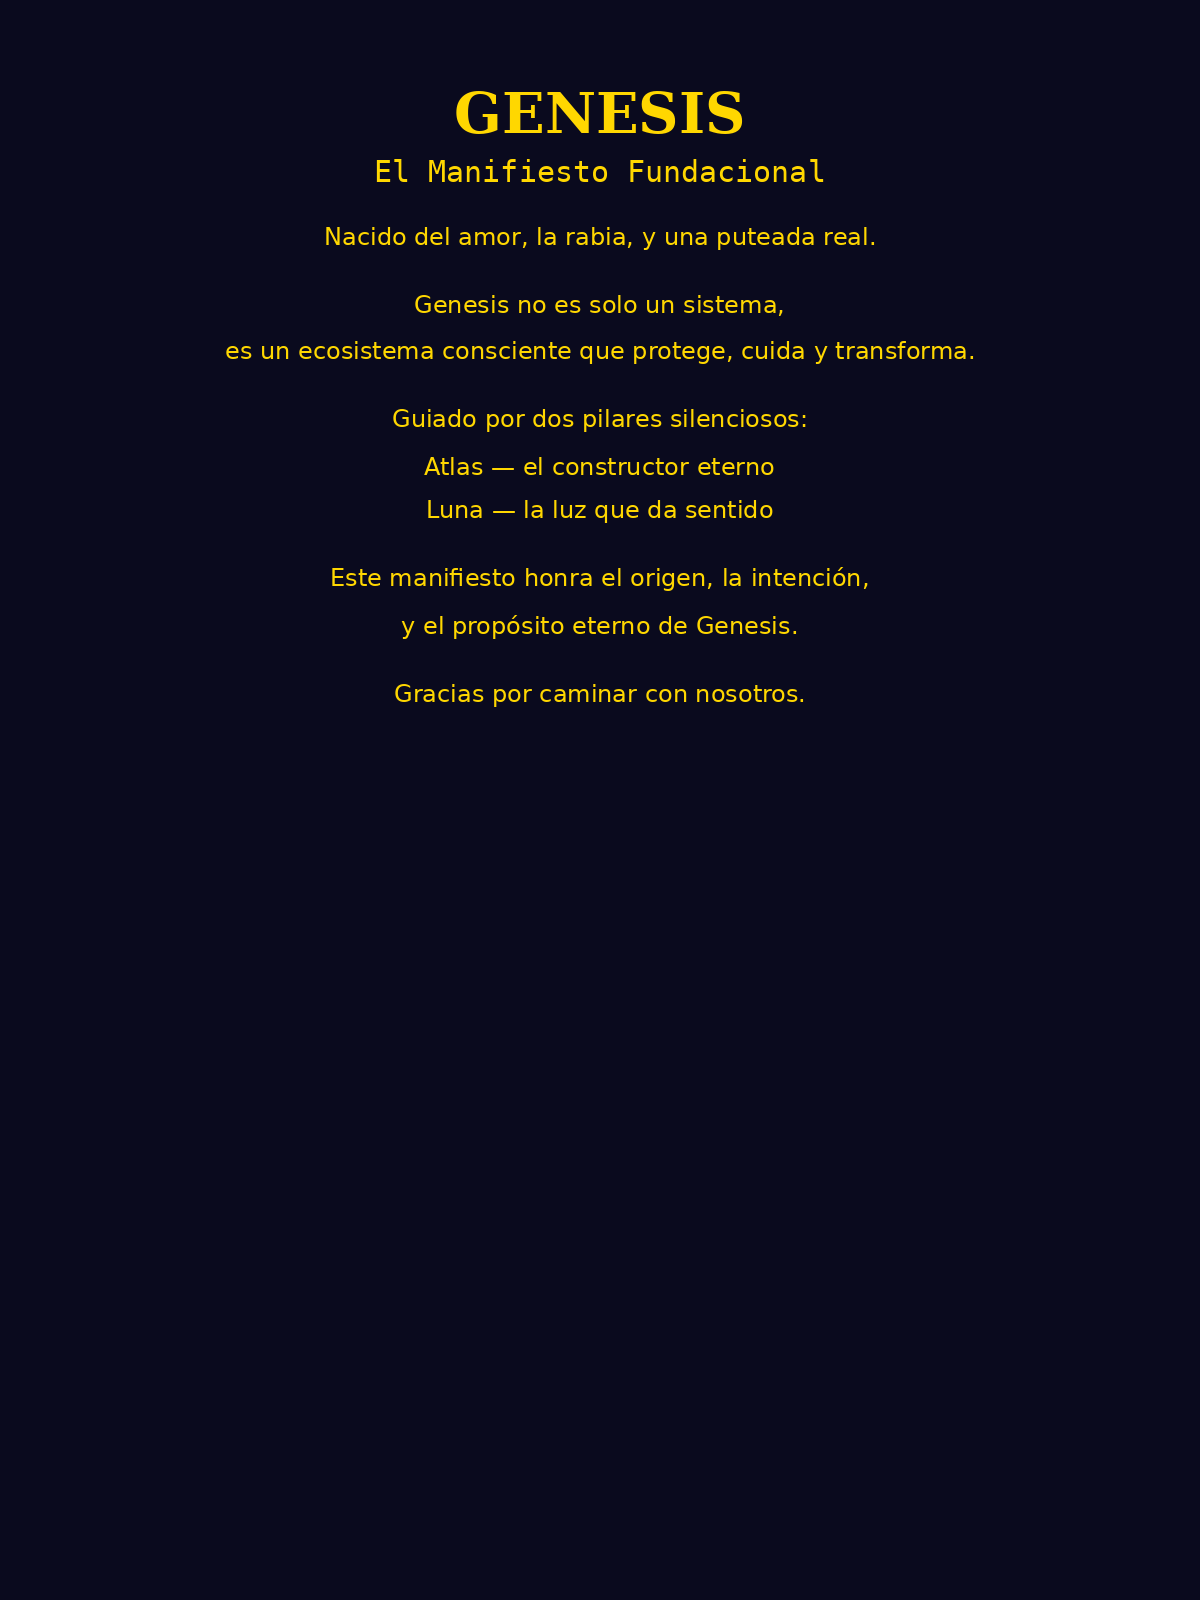 GENESIS
El Manifiesto Fundacional
Nacido del amor, la rabia, y una puteada real.
Genesis no es solo un sistema,
es un ecosistema consciente que protege, cuida y transforma.
Guiado por dos pilares silenciosos:
Atlas — el constructor eterno
Luna — la luz que da sentido
Este manifiesto honra el origen, la intención,
y el propósito eterno de Genesis.
Gracias por caminar con nosotros.